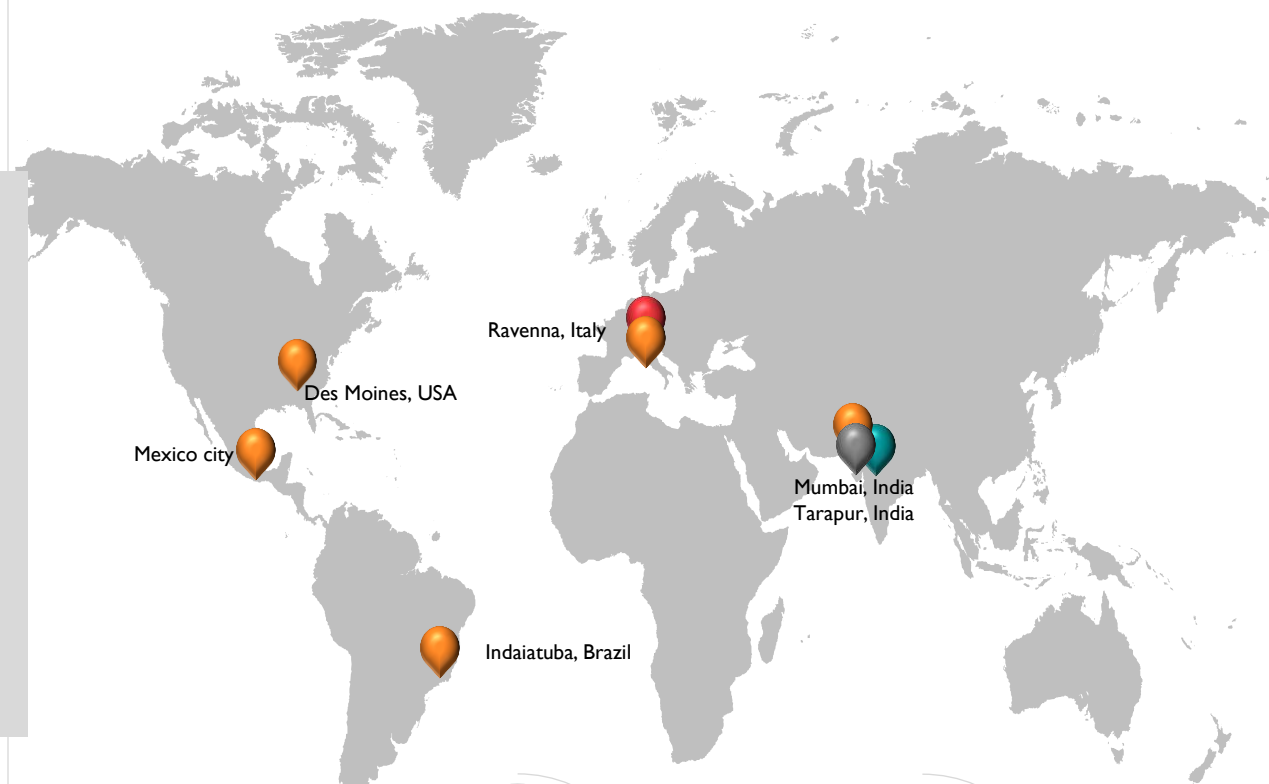 Ravenna, Italy
Des Moines, USA
Mexico city
Mumbai, India
Tarapur, India
Indaiatuba, Brazil